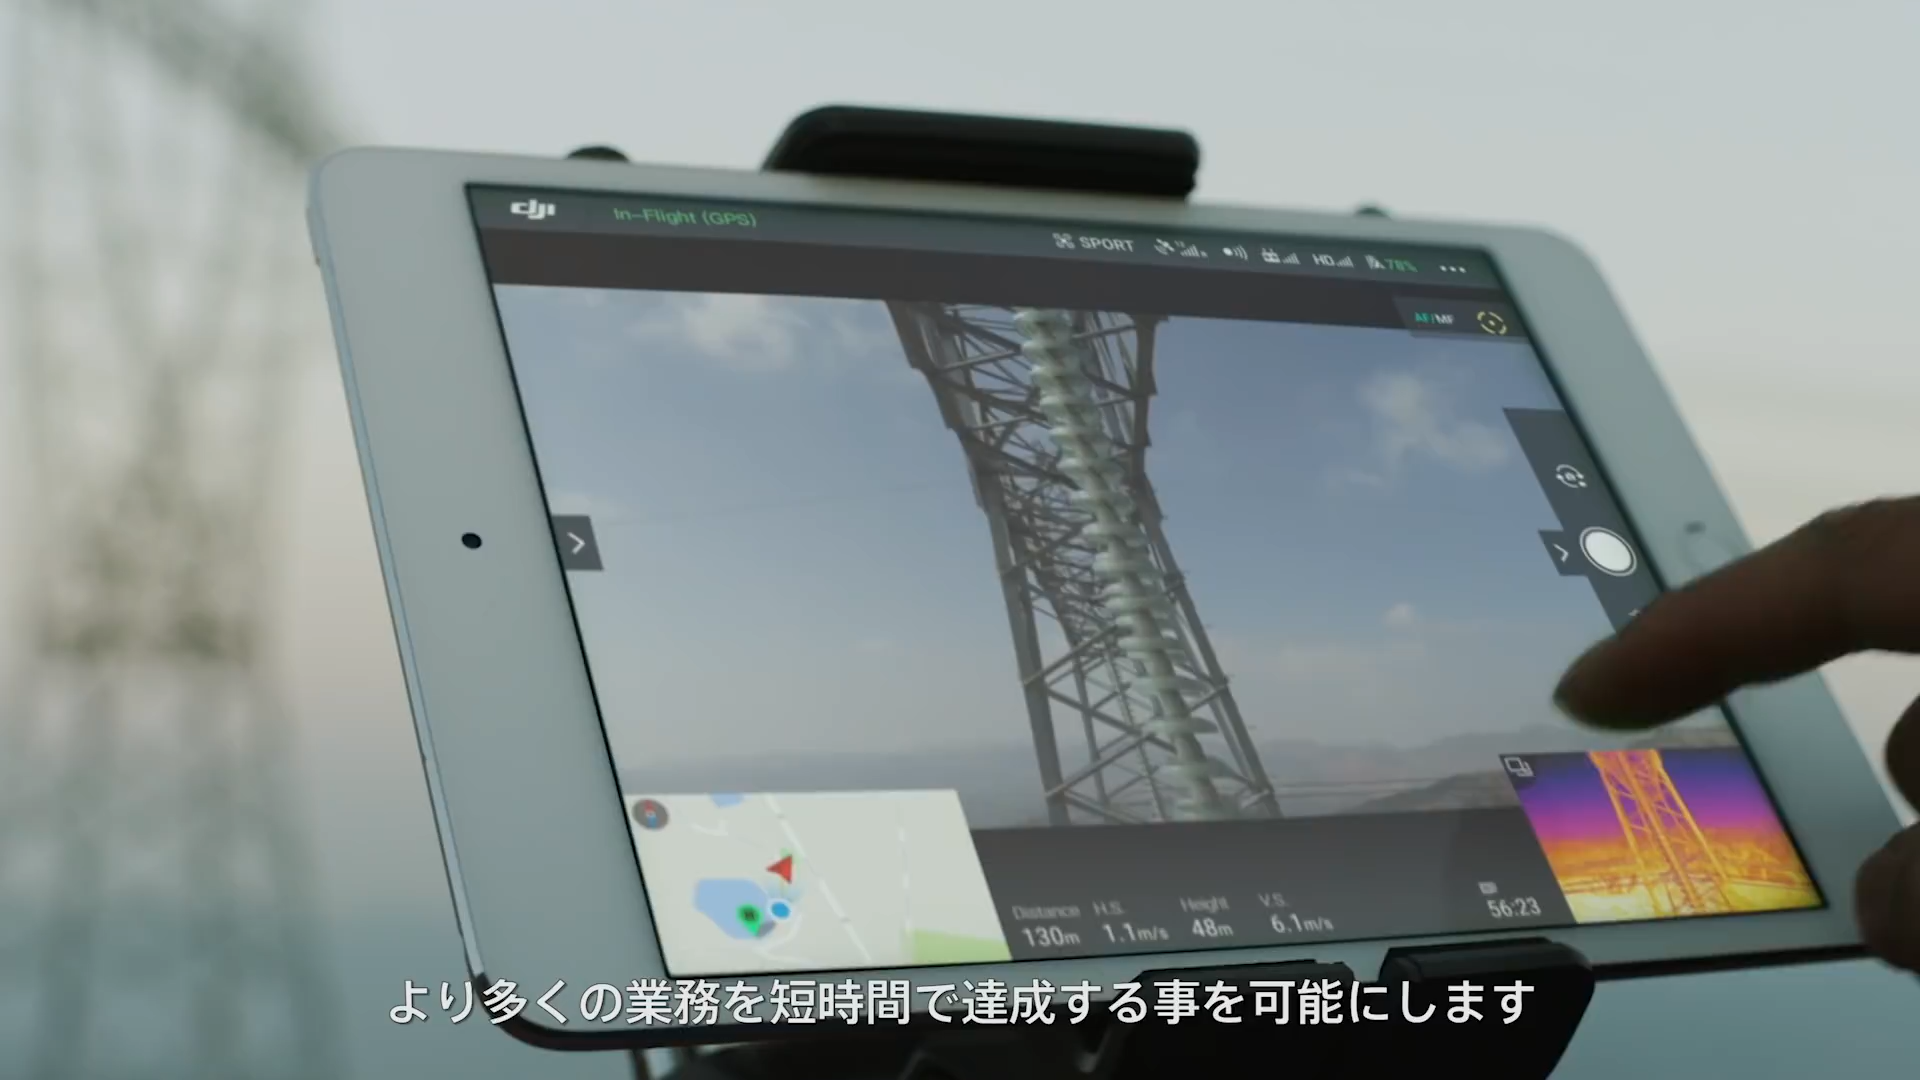 dji In-Flight (GPS)
SPORT HD 78%
AF/MF
Distance H.S. Height V.S.
130m 1.1m/s 48m 6.1m/s
56:23
より多くの業務を短時間で達成する事を可能にします